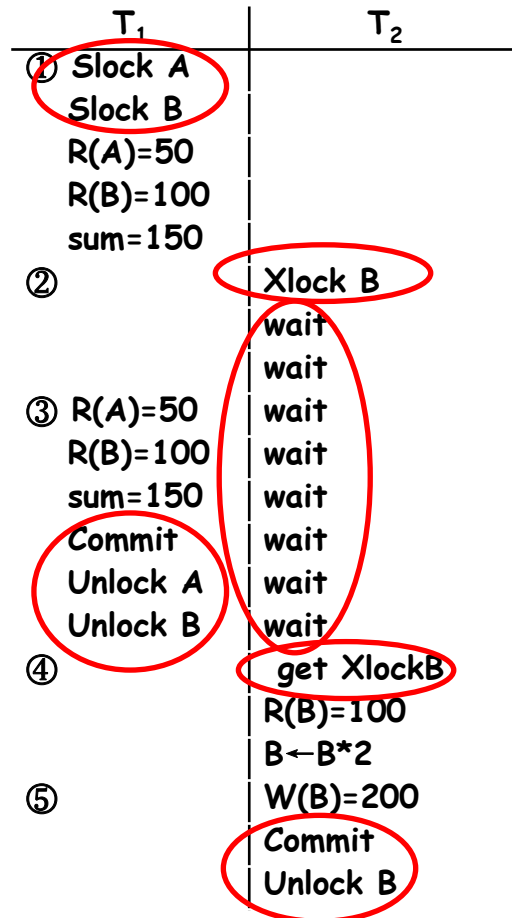 T₁ T₂
① Slock A
Slock B
R(A)=50
R(B)=100
sum=150
② Xlock B
wait
wait
③ R(A)=50 wait
R(B)=100 wait
sum=150 wait
Commit wait
Unlock A wait
Unlock B wait
④ get XlockB
R(B)=100
B←B*2
⑤ W(B)=200
Commit
Unlock B